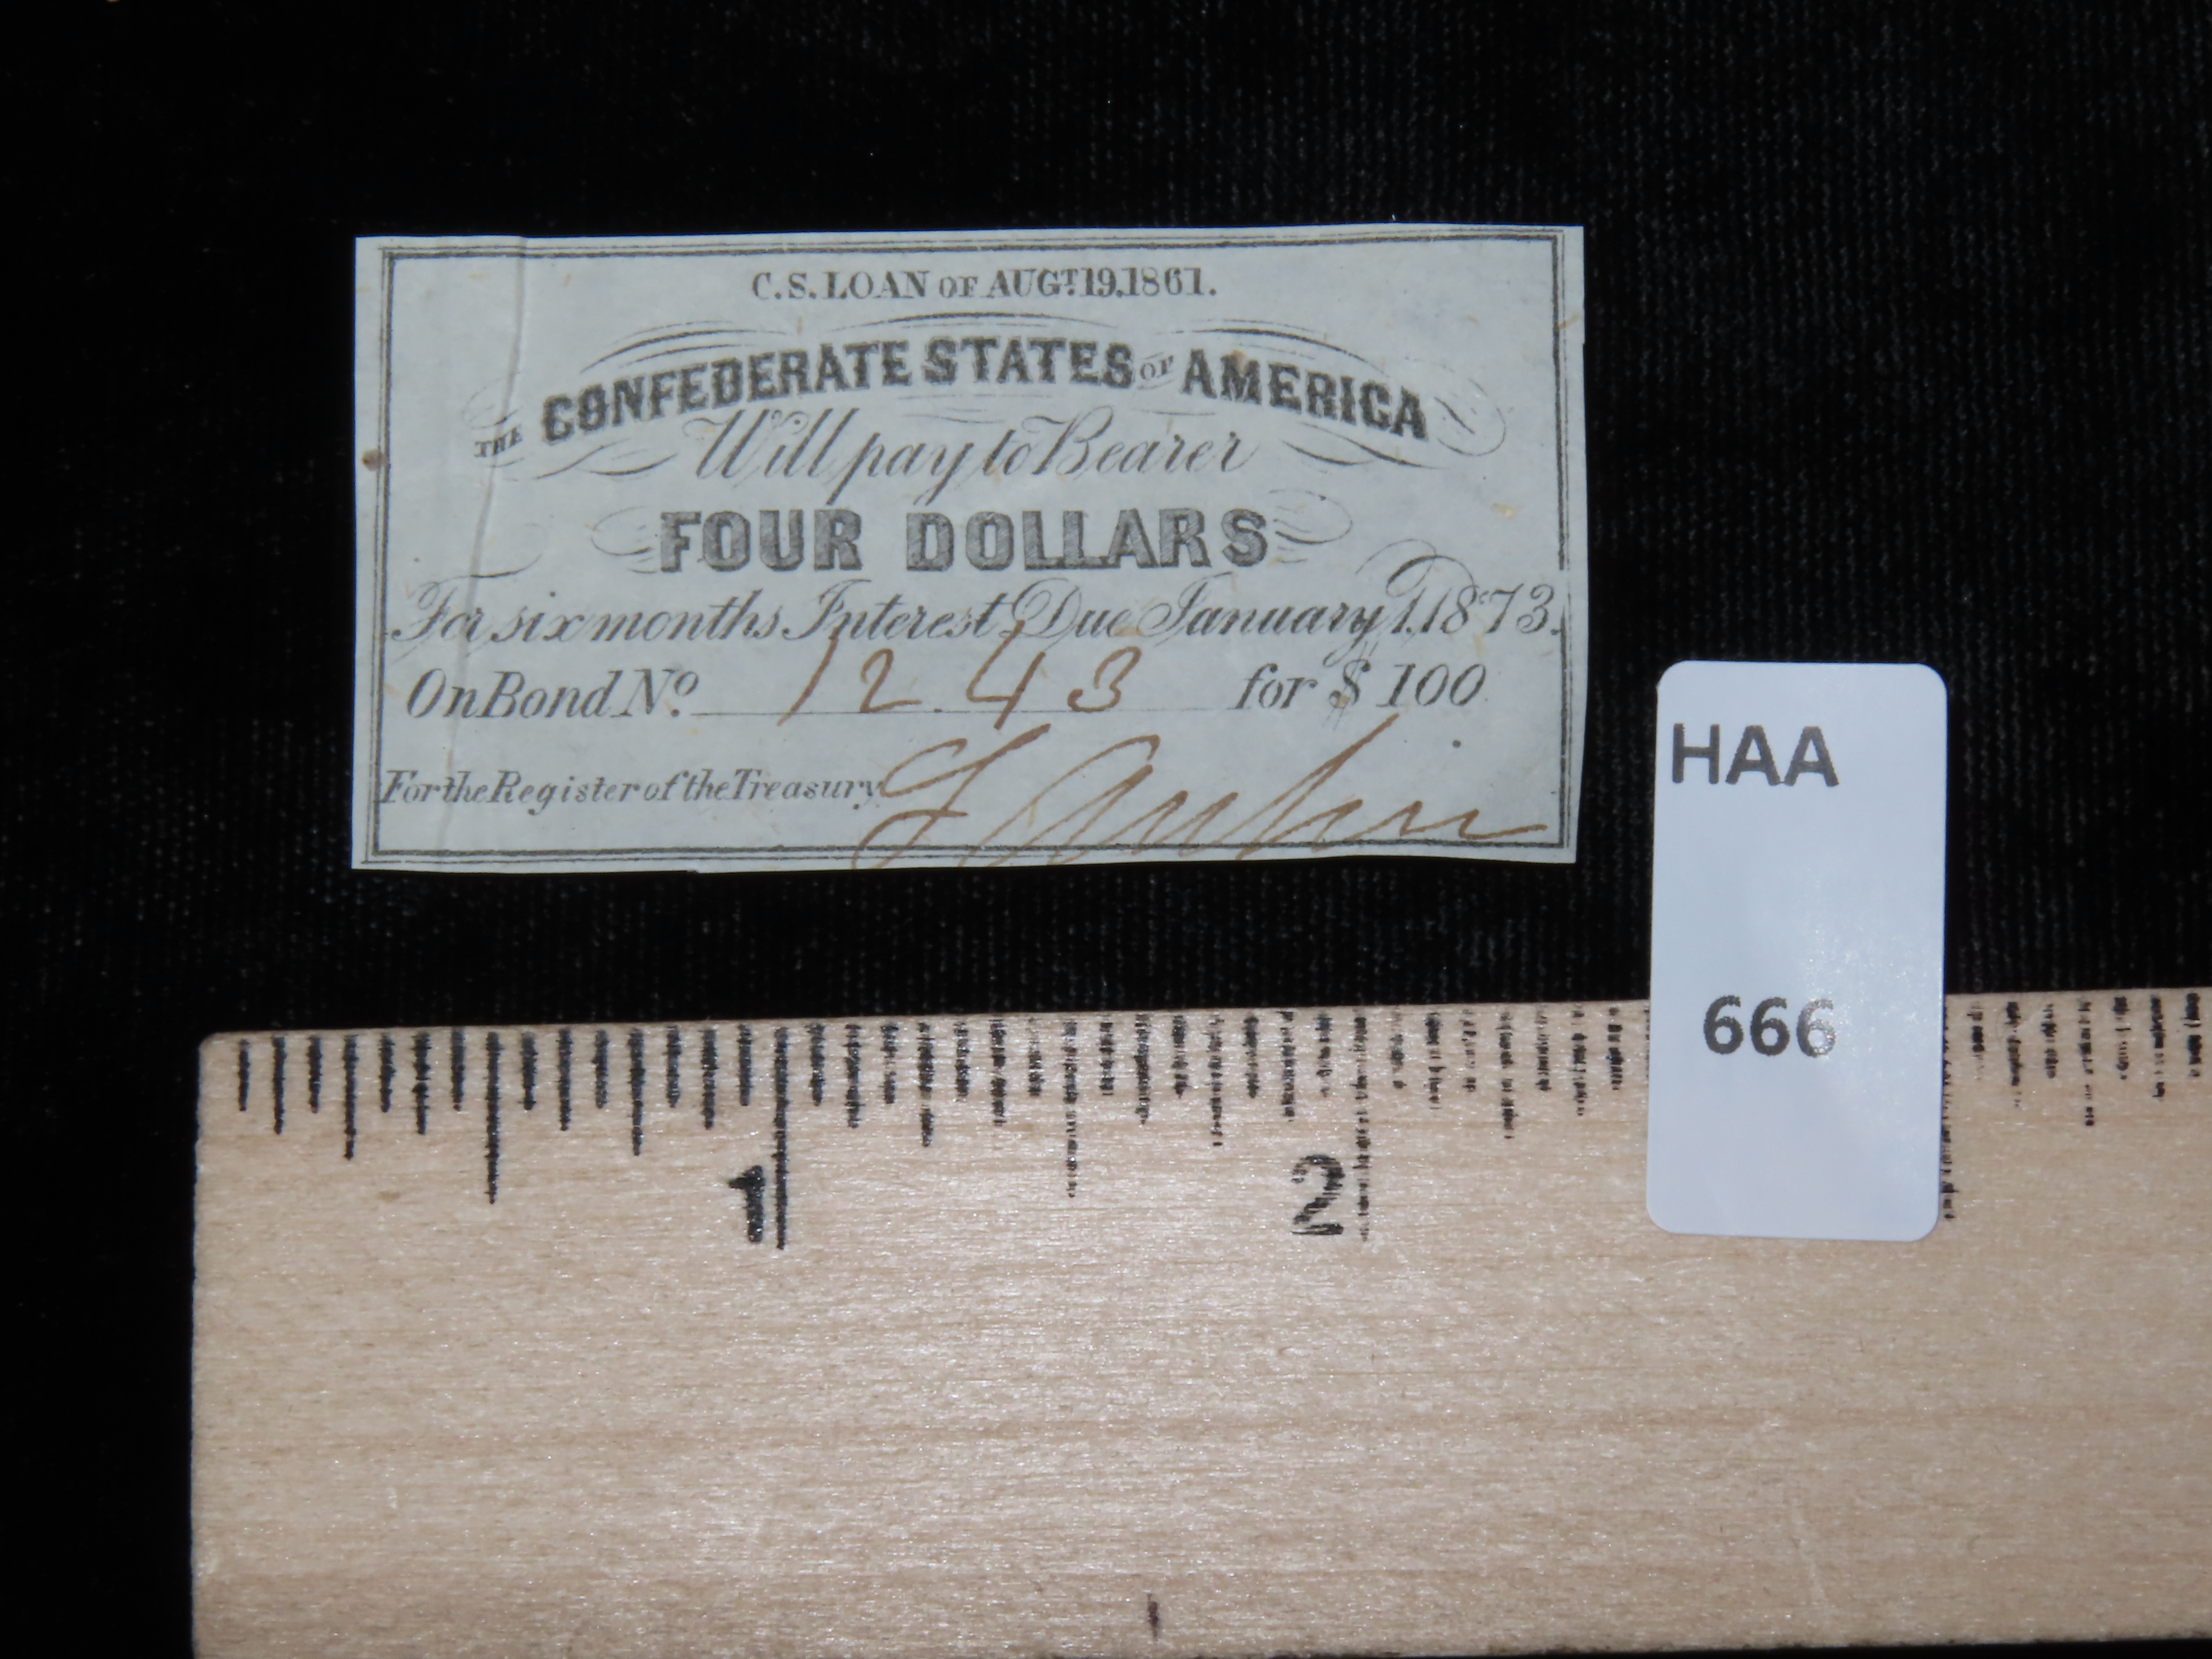 C.S. LOAN OF AUGT. 19, 1861.
THE CONFEDERATE STATES OF AMERICA
Will pay to Bearer
FOUR DOLLARS
For six months Interest Due January 1, 1873.
On Bond No. 1243 for $ 100
For the Register of the Treasury
HAA
666
1
2